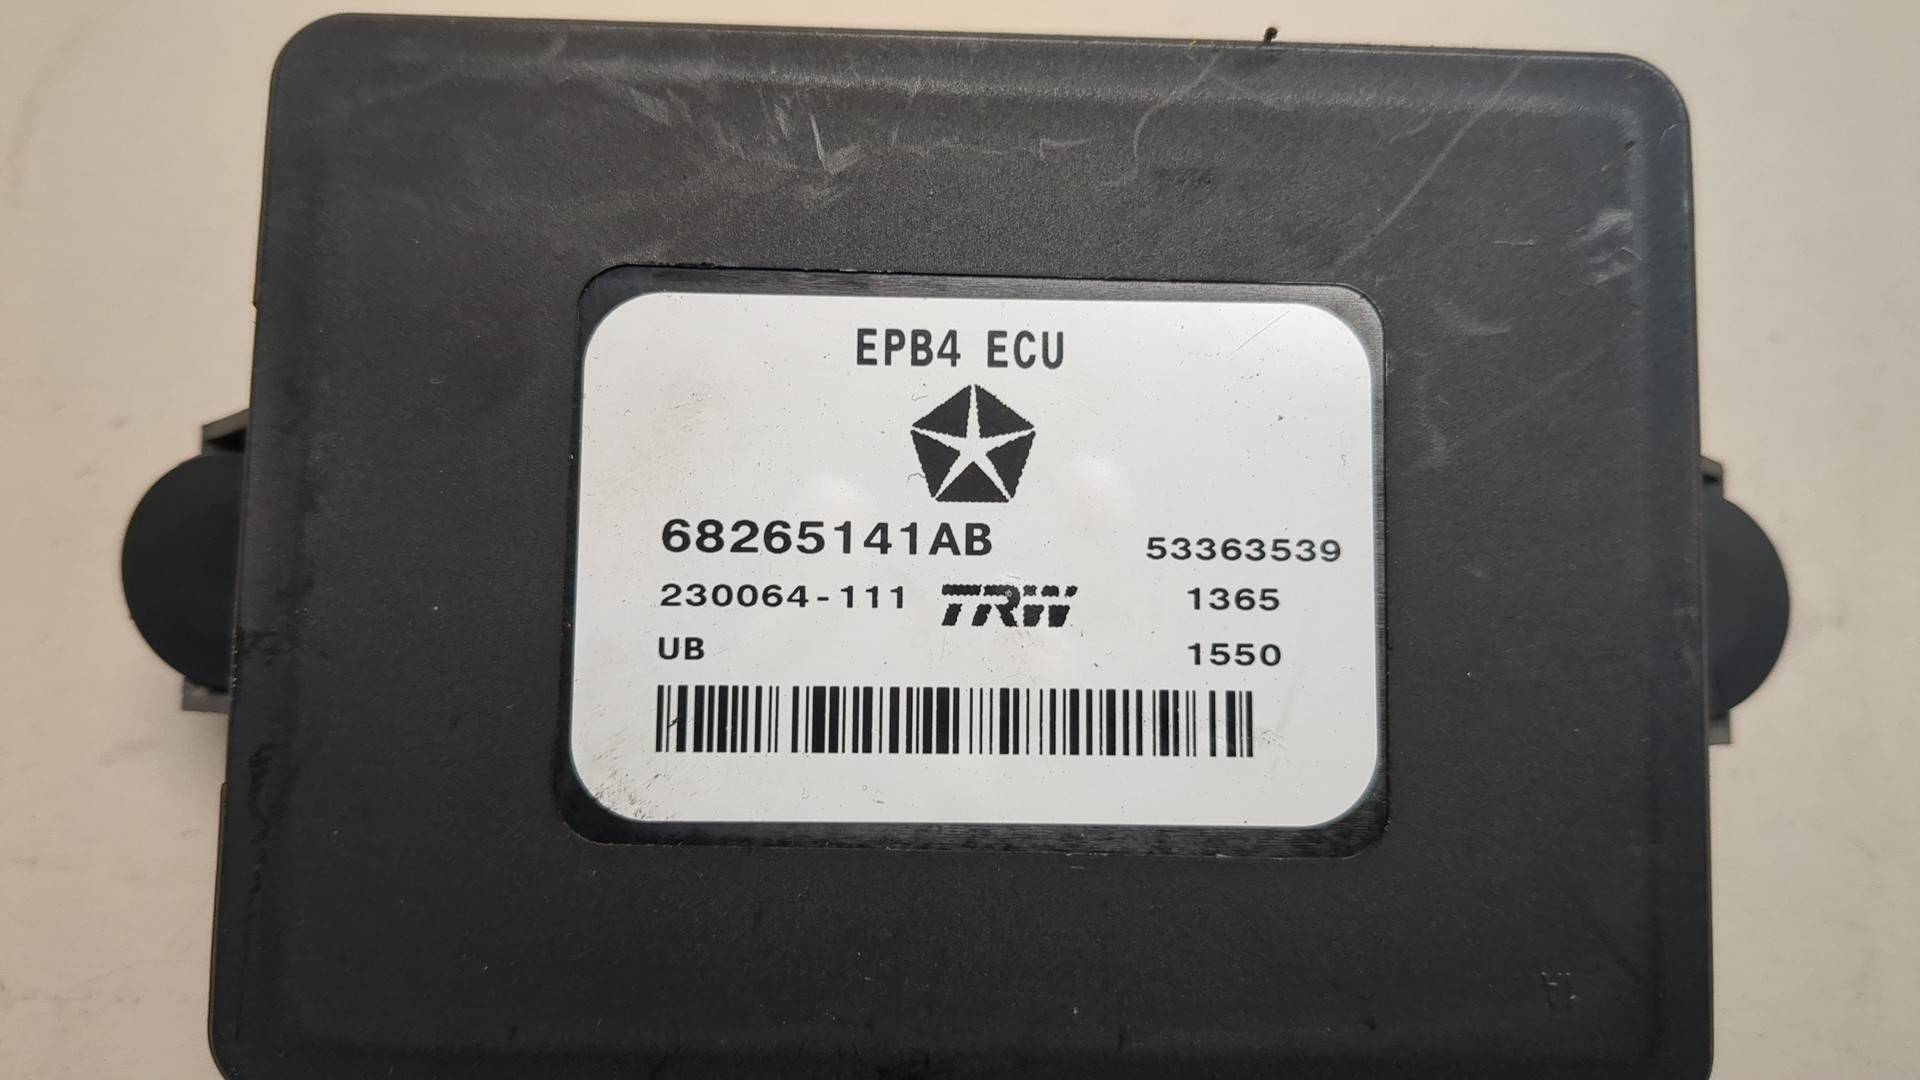 EPB4 ECU
68265141AB 53363539
230064-111 TRW 1365
UB 1550